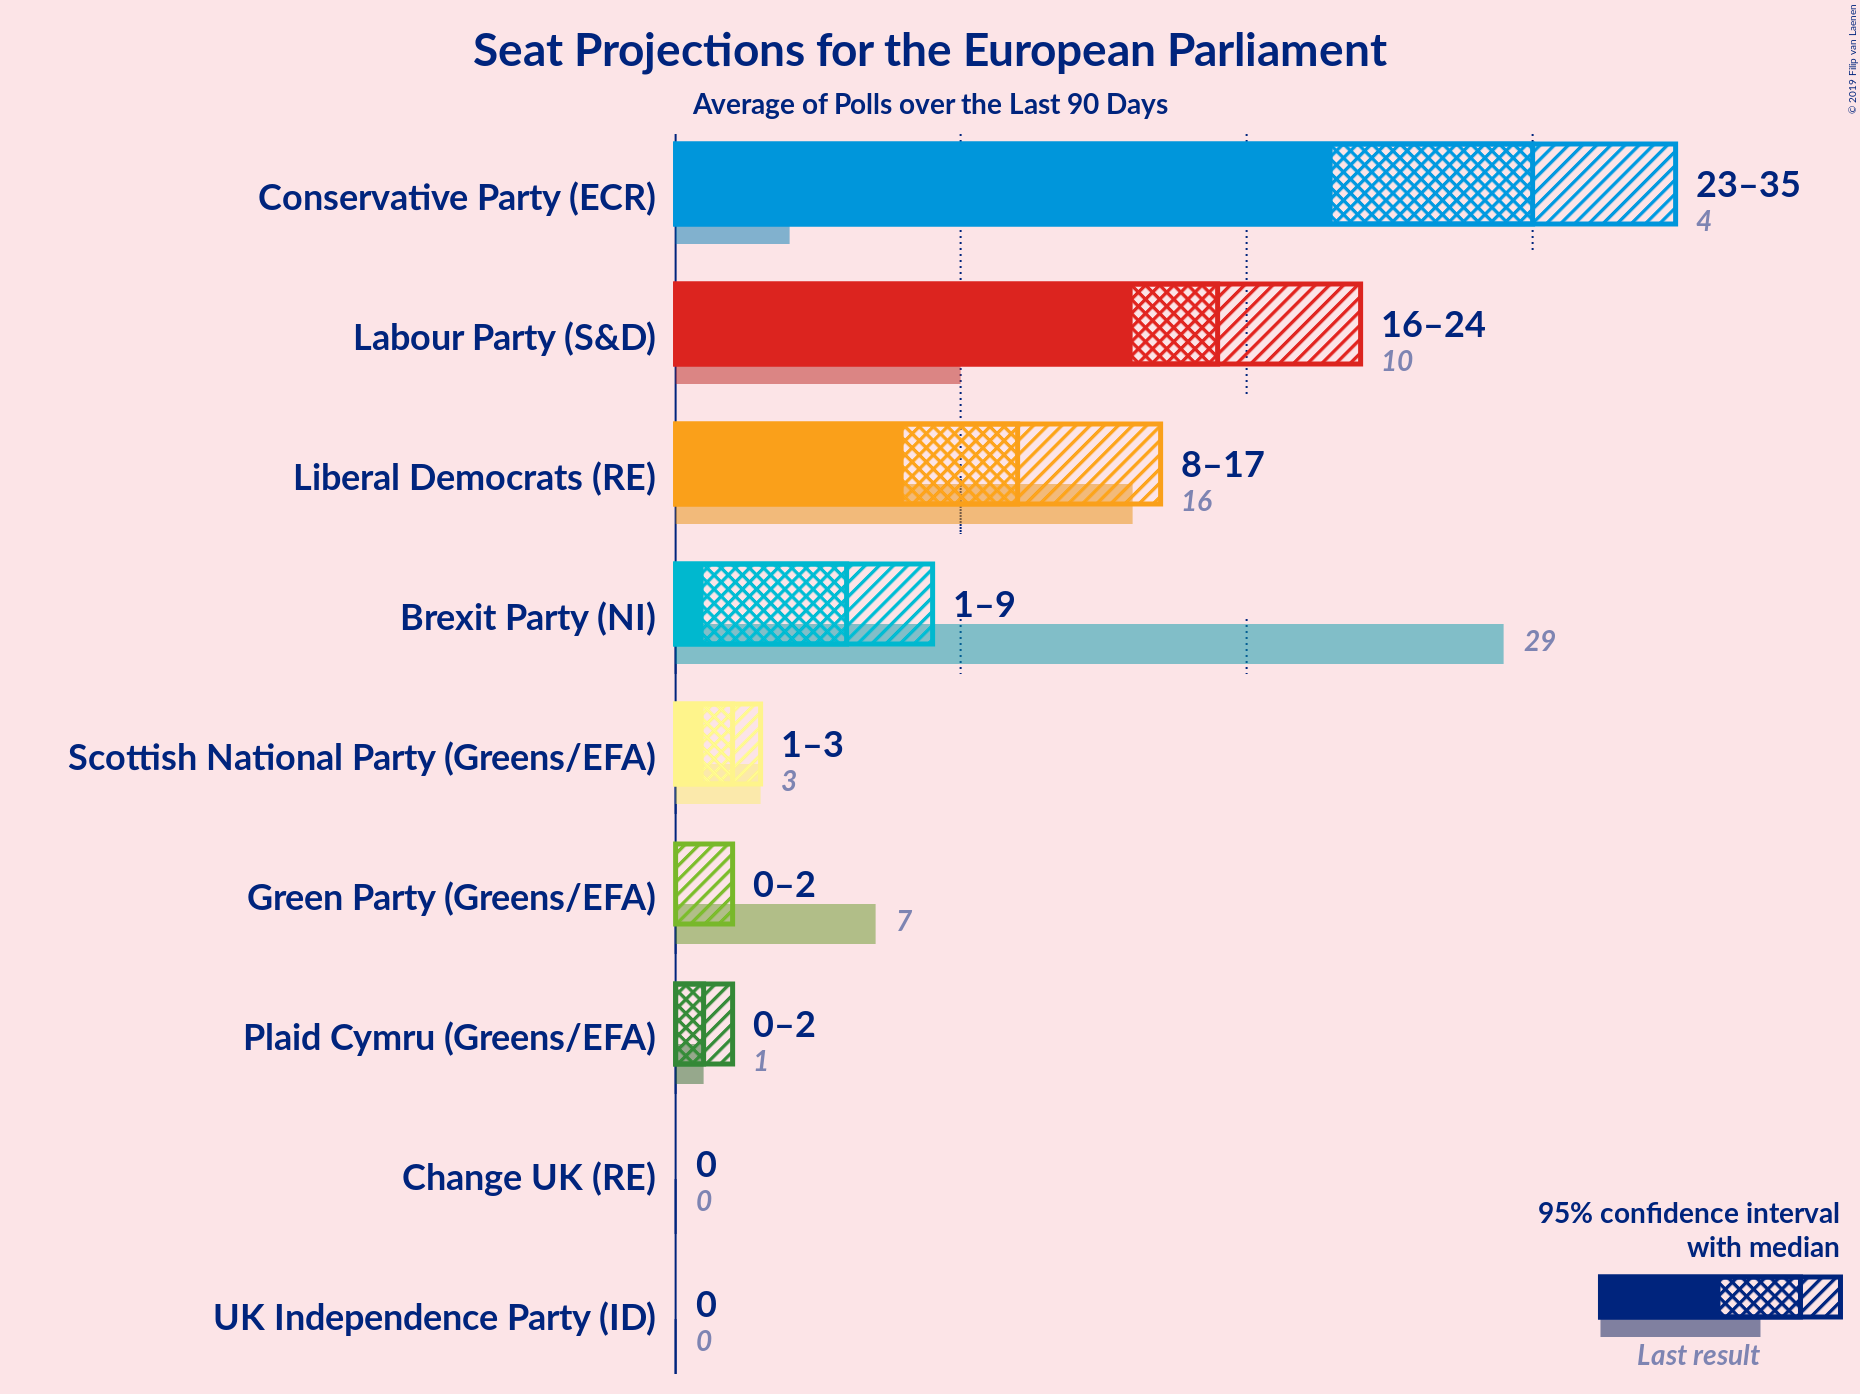 Seat Projections for the European Parliament
Average of Polls over the Last 90 Days
© 2019 Filip van Laenen
Conservative Party (ECR)
23–35
4
Labour Party (S&D)
16–24
10
Liberal Democrats (RE)
8–17
16
Brexit Party (NI)
1–9
29
Scottish National Party (Greens/EFA)
1–3
3
Green Party (Greens/EFA)
0–2
7
Plaid Cymru (Greens/EFA)
0–2
1
Change UK (RE)
0
0
UK Independence Party (ID)
0
0
95% confidence interval
with median
Last result